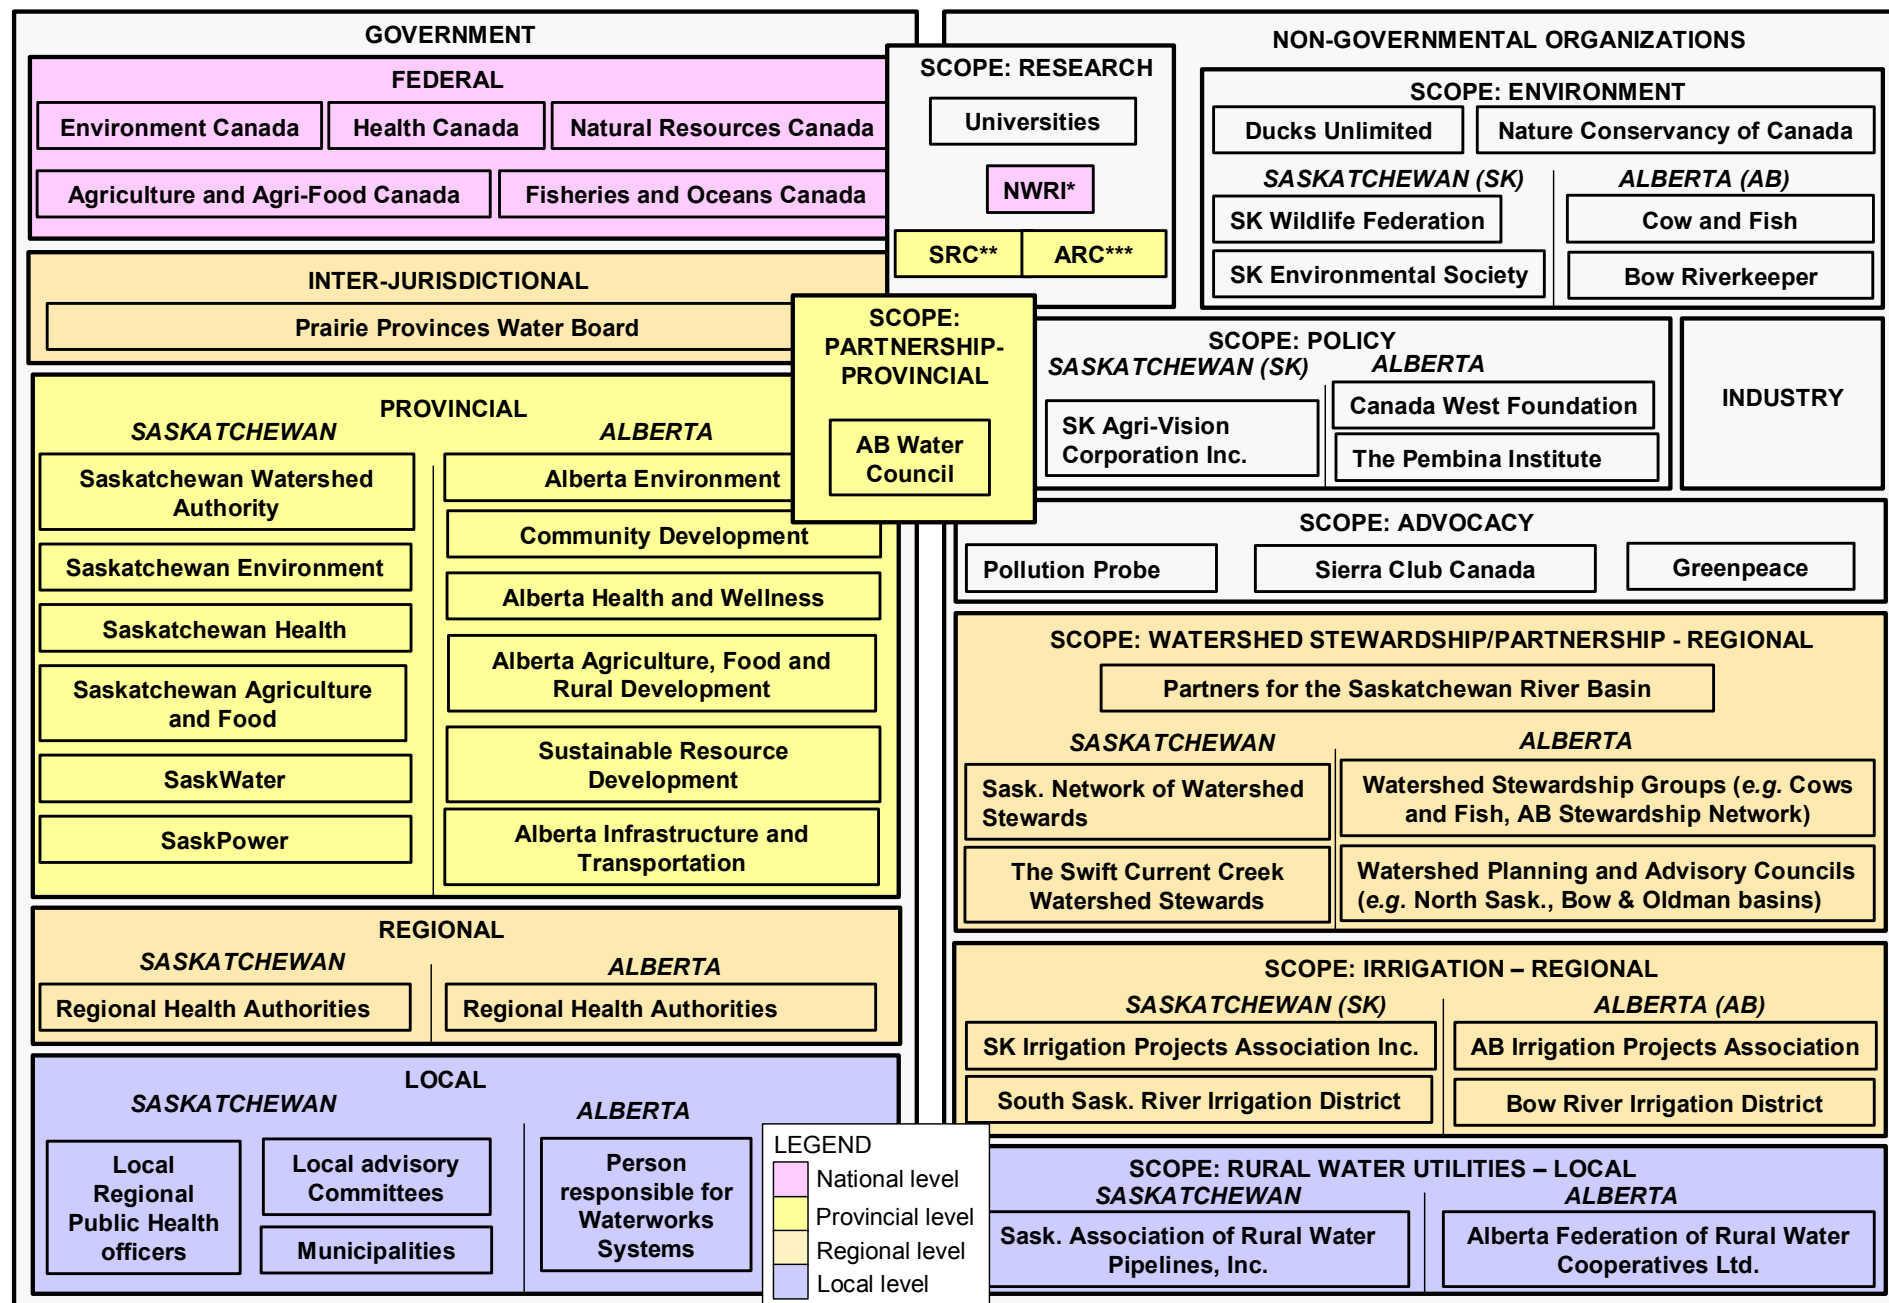 GOVERNMENT
FEDERAL
Environment Canada
Health Canada
Natural Resources Canada
Agriculture and Agri-Food Canada
Fisheries and Oceans Canada
INTER-JURISDICTIONAL
Prairie Provinces Water Board
PROVINCIAL
SASKATCHEWAN
Saskatchewan Watershed
Authority
Saskatchewan Environment
Saskatchewan Health
Saskatchewan Agriculture
and Food
SaskWater
SaskPower
ALBERTA
Alberta Environment
Community Development
Alberta Health and Wellness
Alberta Agriculture, Food and
Rural Development
Sustainable Resource
Development
Alberta Infrastructure and
Transportation
REGIONAL
SASKATCHEWAN
Regional Health Authorities
ALBERTA
Regional Health Authorities
LOCAL
SASKATCHEWAN
Local
Regional
Public Health
officers
Local advisory
Committees
Municipalities
ALBERTA
Person
responsible for
Waterworks
Systems
SCOPE: RESEARCH
Universities
NWRI*
SRC**
ARC***
SCOPE:
PARTNERSHIP-
PROVINCIAL
AB Water
Council
NON-GOVERNMENTAL ORGANIZATIONS
SCOPE: ENVIRONMENT
Ducks Unlimited
Nature Conservancy of Canada
SASKATCHEWAN (SK)
SK Wildlife Federation
SK Environmental Society
ALBERTA (AB)
Cow and Fish
Bow Riverkeeper
SCOPE: POLICY
SASKATCHEWAN (SK)
SK Agri-Vision
Corporation Inc.
ALBERTA
Canada West Foundation
The Pembina Institute
INDUSTRY
SCOPE: ADVOCACY
Pollution Probe
Sierra Club Canada
Greenpeace
SCOPE: WATERSHED STEWARDSHIP/PARTNERSHIP - REGIONAL
Partners for the Saskatchewan River Basin
SASKATCHEWAN
Sask. Network of Watershed
Stewards
The Swift Current Creek
Watershed Stewards
ALBERTA
Watershed Stewardship Groups (e.g. Cows
and Fish, AB Stewardship Network)
Watershed Planning and Advisory Councils
(e.g. North Sask., Bow & Oldman basins)
SCOPE: IRRIGATION – REGIONAL
SASKATCHEWAN (SK)
SK Irrigation Projects Association Inc.
South Sask. River Irrigation District
ALBERTA (AB)
AB Irrigation Projects Association
Bow River Irrigation District
SCOPE: RURAL WATER UTILITIES – LOCAL
SASKATCHEWAN
Sask. Association of Rural Water
Pipelines, Inc.
ALBERTA
Alberta Federation of Rural Water
Cooperatives Ltd.
LEGEND
National level
Provincial level
Regional level
Local level